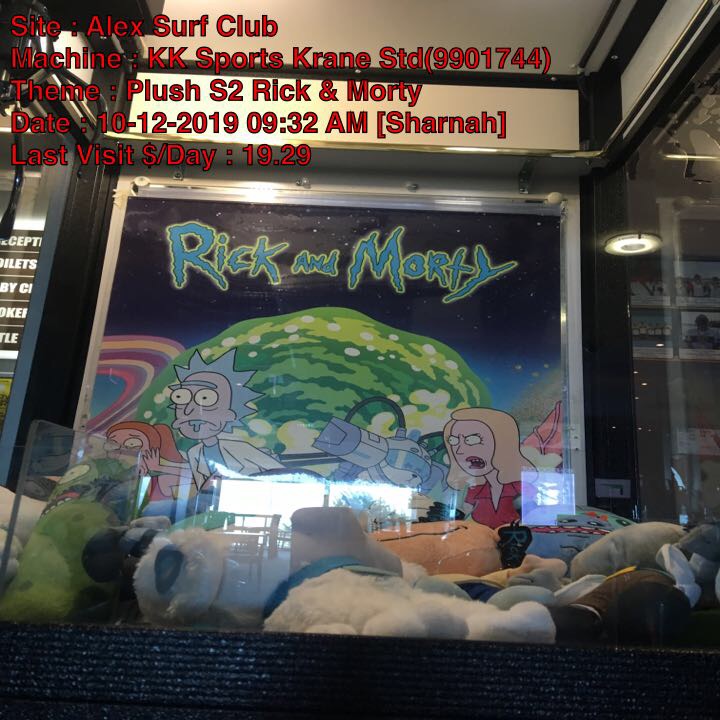 Site : Alex Surf Club
Machine : KK Sports Krane Std(9901744)
Theme : Plush S2 Rick & Morty
Date : 10-12-2019 09:32 AM [Sharnah]
Last Visit $/Day : 19.29
RICK AND MORTY